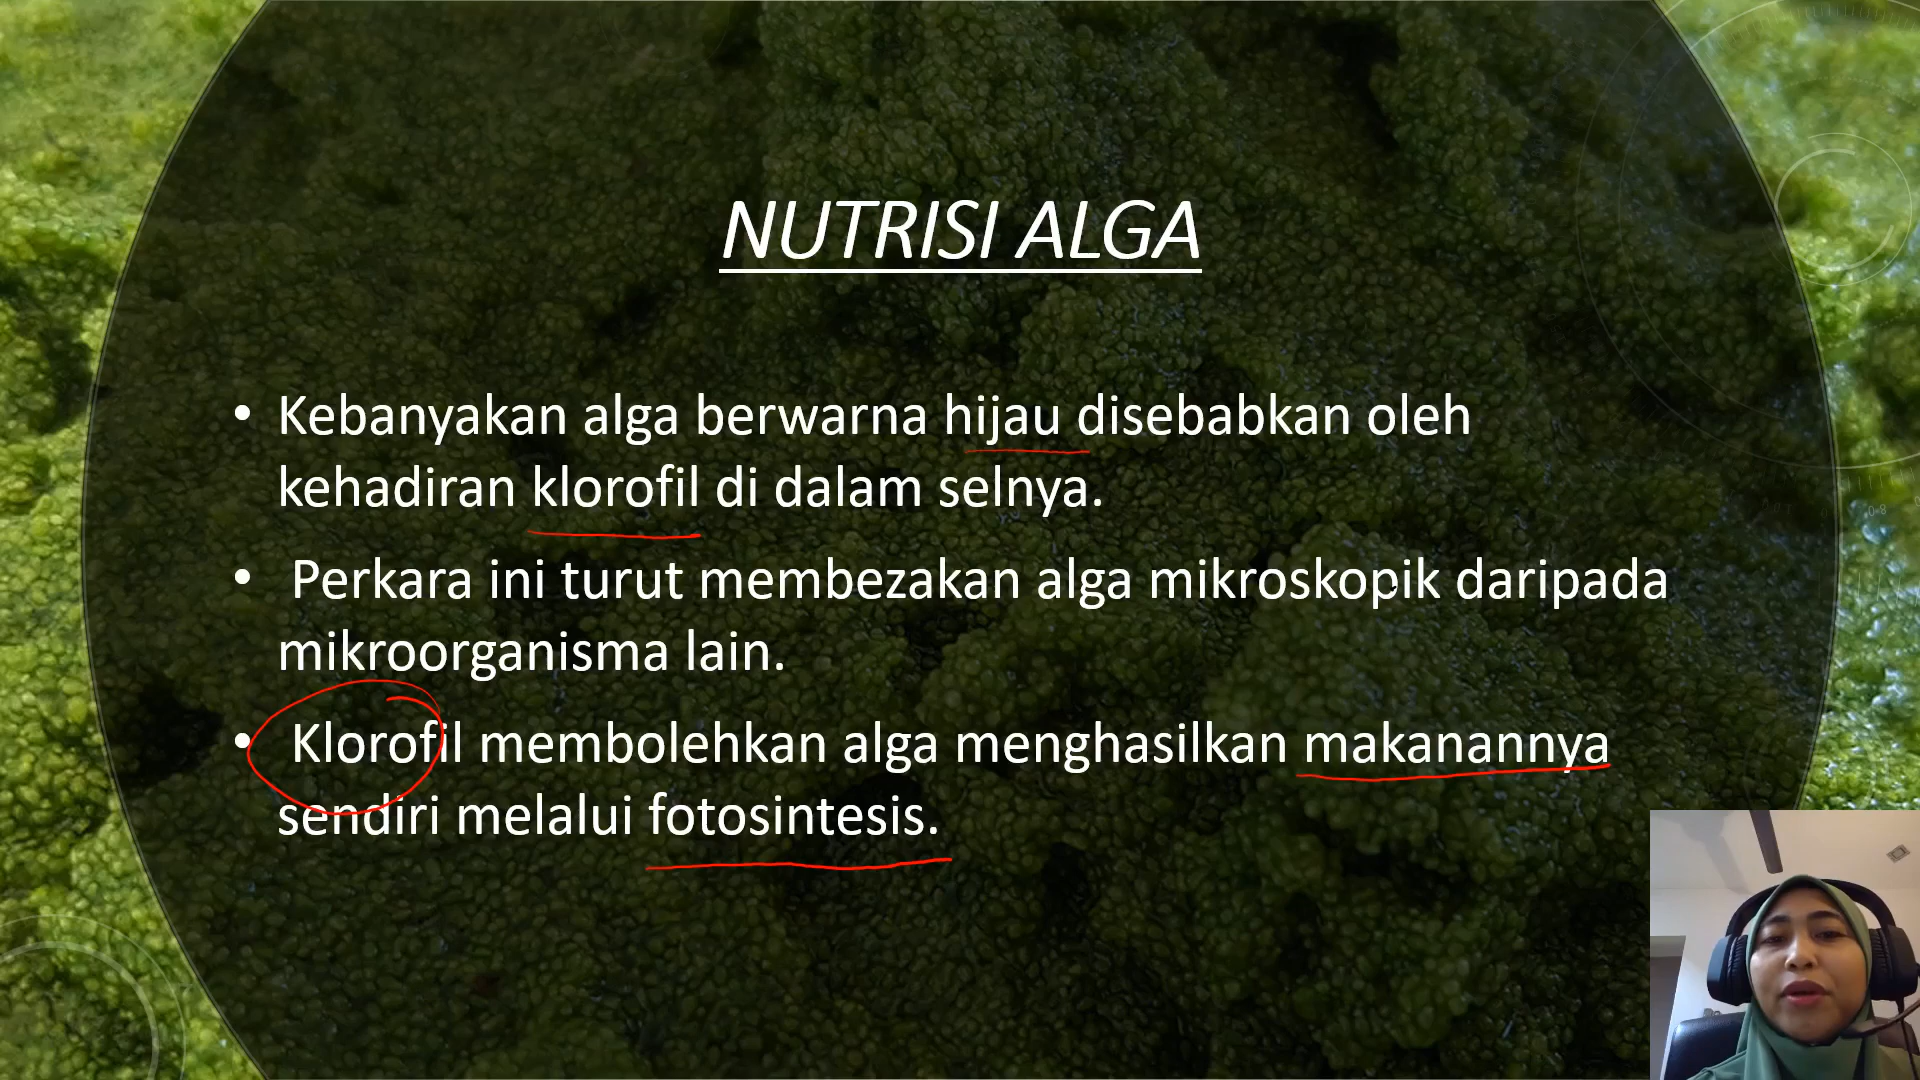 NUTRISI ALGA
• Kebanyakan alga berwarna hijau disebabkan oleh
kehadiran klorofil di dalam selnya.
• Perkara ini turut membezakan alga mikroskopik daripada
mikroorganisma lain.
• Klorofil membolehkan alga menghasilkan makanannya
sendiri melalui fotosintesis.